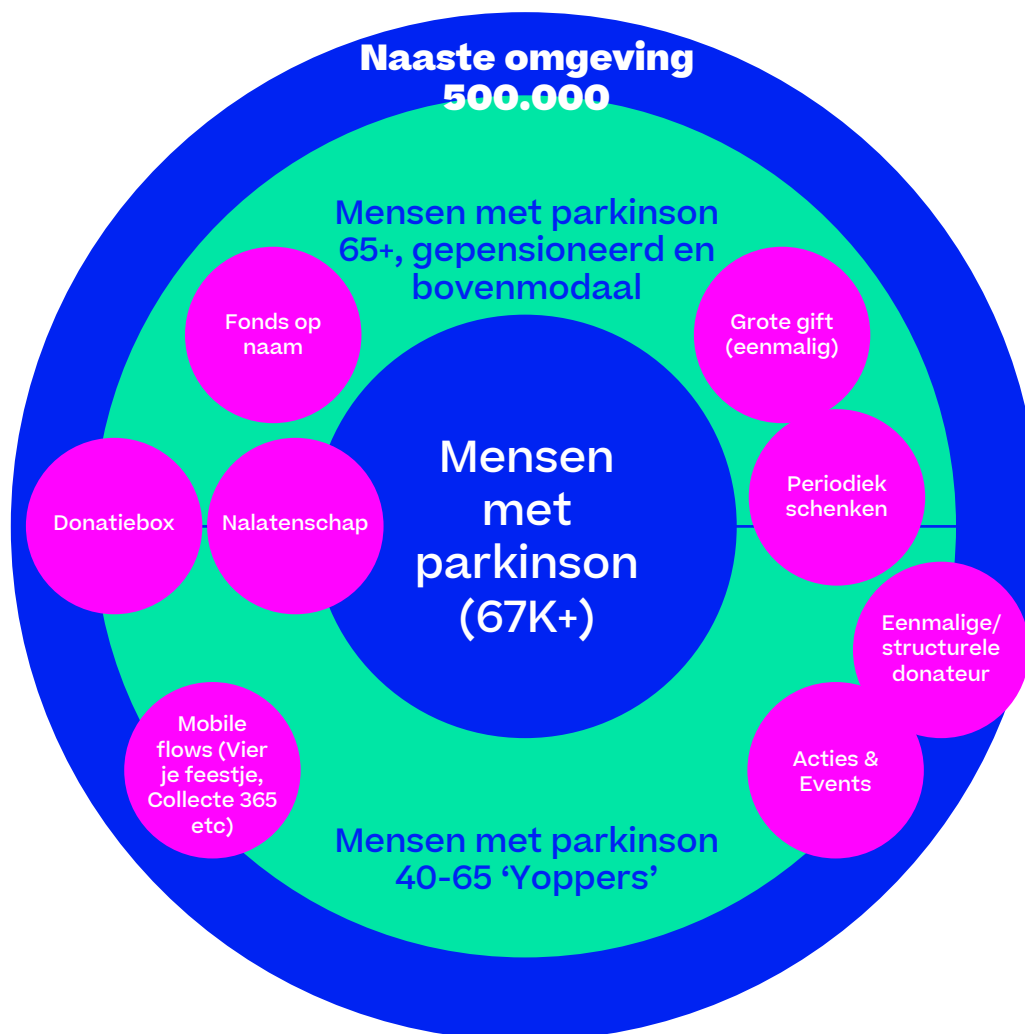 Naaste omgeving
500.000
Mensen met parkinson
65+, gepensioneerd en
bovenmodaal
Fonds op
naam
Grote gift
(eenmalig)
Mensen
met
parkinson
(67K+)
Donatiebox
Nalatenschap
Periodiek
schenken
Eenmalige/
structurele
donateur
Mobile
flows (Vier
je feestje,
Collecte 365
etc)
Acties &
Events
Mensen met parkinson
40-65 ‘Yoppers’